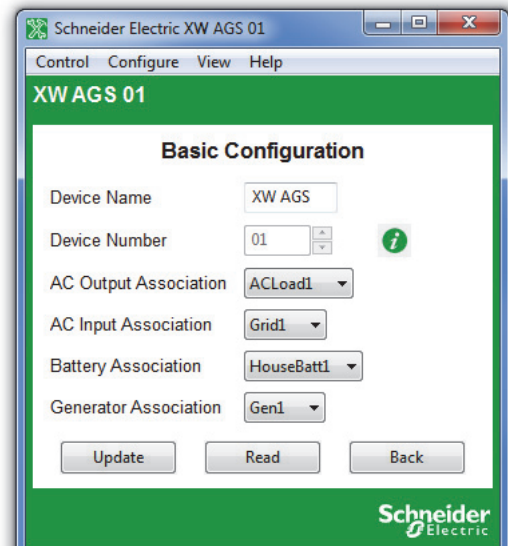 Schneider Electric XW AGS 01
Control Configure View Help
XW AGS 01
Basic Configuration
Device Name XW AGS
Device Number 01
AC Output Association ACLoad1
AC Input Association Grid1
Battery Association HouseBatt1
Generator Association Gen1
Update Read Back
Schneider
Electric